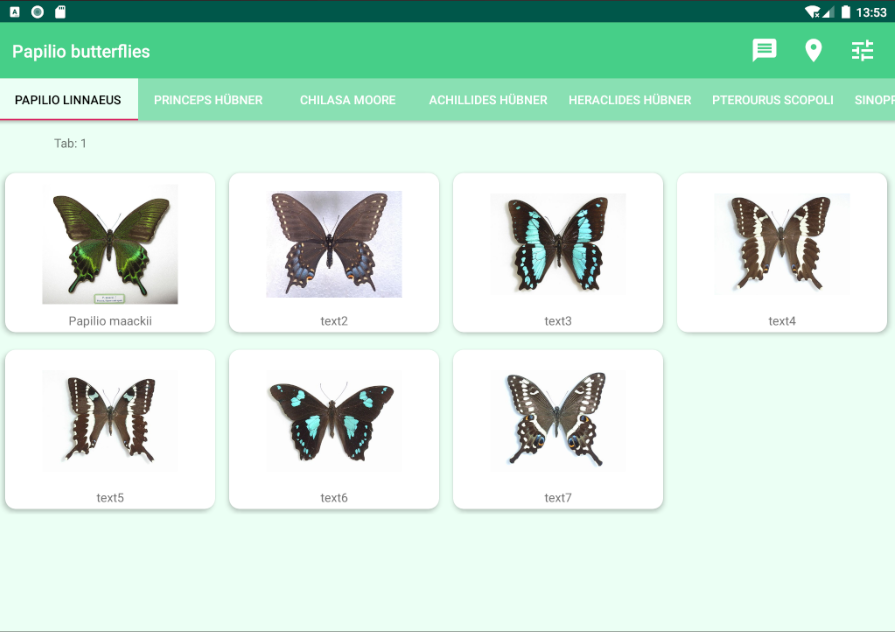 13:53
Papilio butterflies
PAPILIO LINNAEUS PRINCEPS HÜBNER CHILASA MOORE ACHILLIDES HÜBNER HERACLIDES HÜBNER PTEROURUS SCOPOLI
Tab: 1
Papilio maackii text2 text3 text4
text5 text6 text7